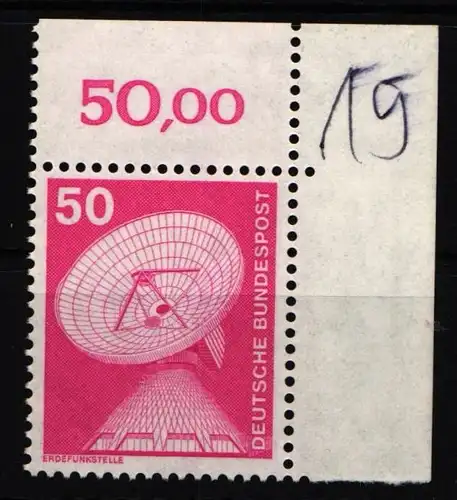 50,00
19
50
DEUTSCHE BUNDESPOST
ERDEFUNKSTELLE